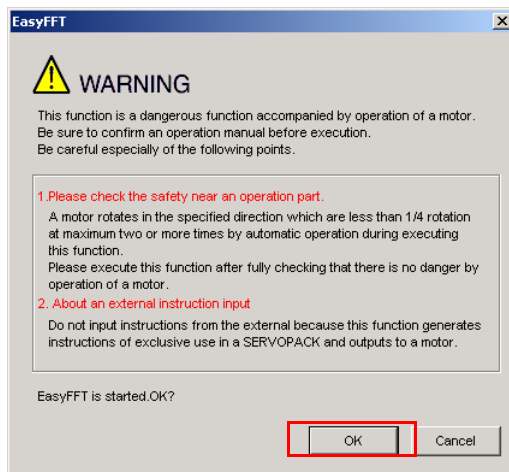 EasyFFT
WARNING
This function is a dangerous function accompanied by operation of a motor.
Be sure to confirm an operation manual before execution.
Be careful especially of the following points.
1.Please check the safety near an operation part.
A motor rotates in the specified direction which are less than 1/4 rotation
at maximum two or more times by automatic operation during executing
this function.
Please execute this function after fully checking that there is no danger by
operation of a motor.
2. About an external instruction input
Do not input instructions from the external because this function generates
instructions of exclusive use in a SERVOPACK and outputs to a motor.
EasyFFT is started.OK?
OK
Cancel